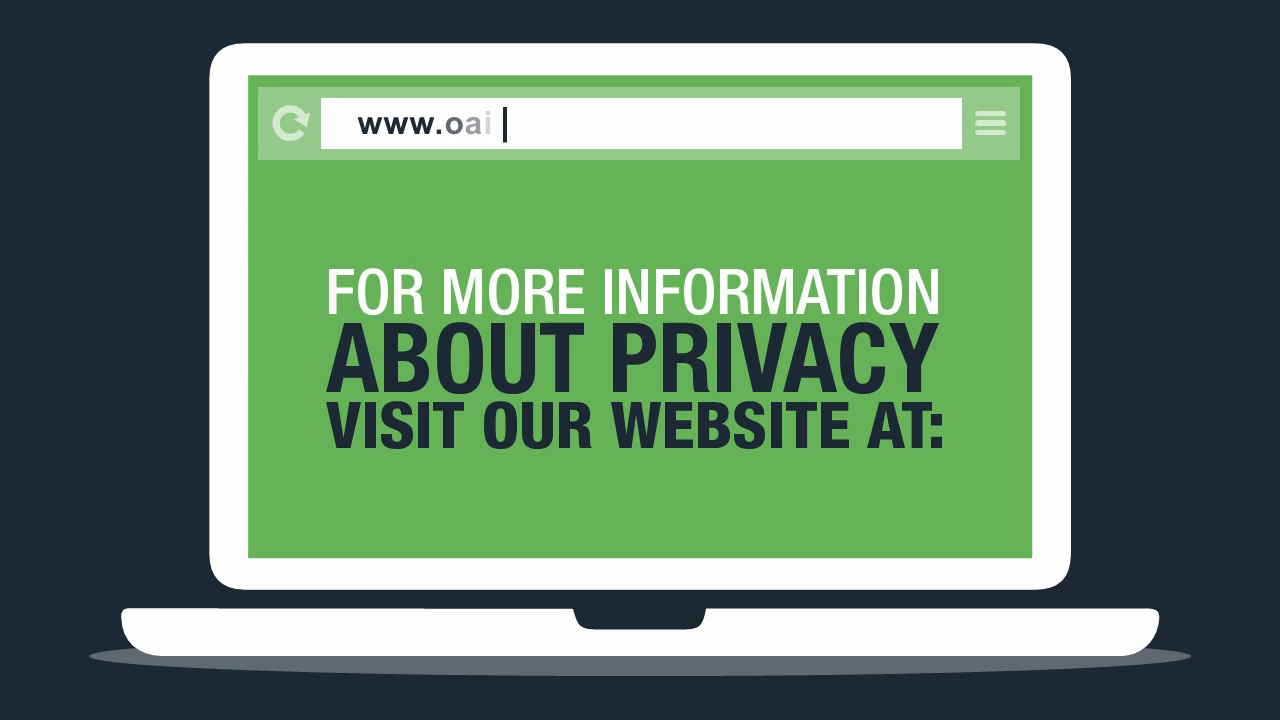 www.oai
FOR MORE INFORMATION
ABOUT PRIVACY
VISIT OUR WEBSITE AT: